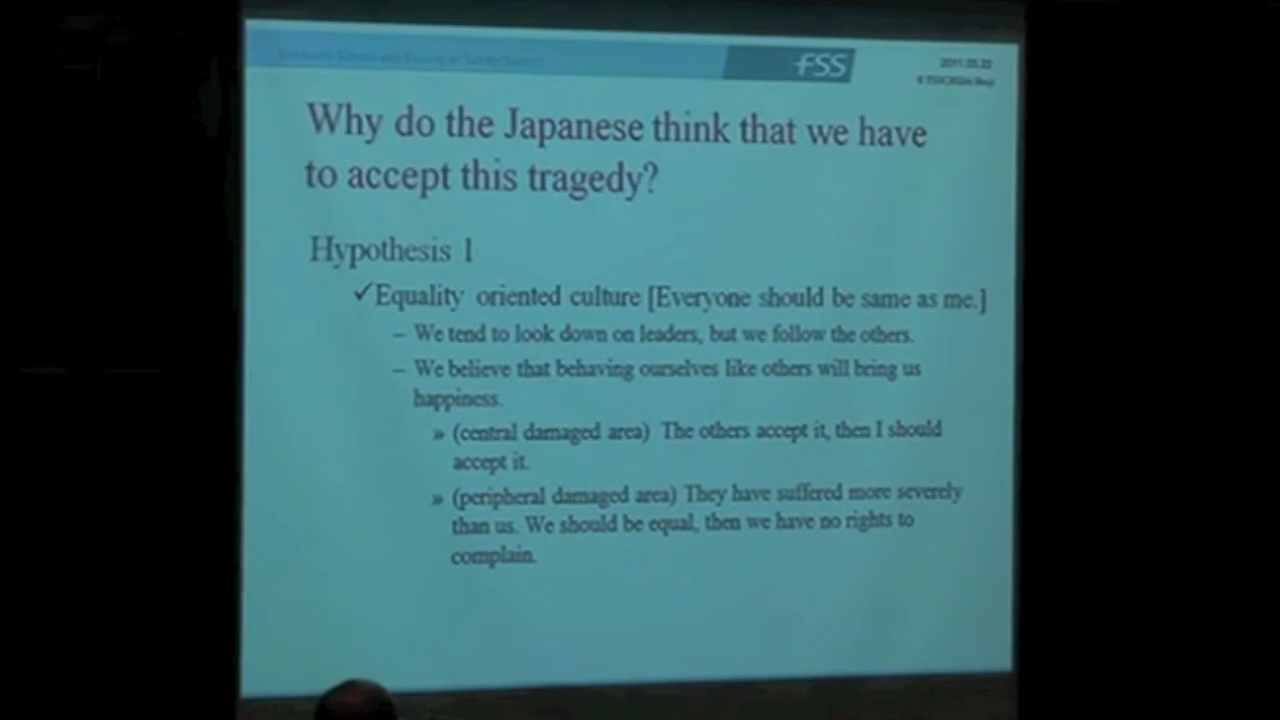 FSS
Why do the Japanese think that we have
to accept this tragedy?
Hypothesis 1
✓Equality oriented culture [Everyone should be same as me.]
– We tend to look down on leaders, but we follow the others.
– We believe that behaving ourselves like others will bring us
happiness.
» (central damaged area) The others accept it, then I should
accept it.
» (peripheral damaged area) They have suffered more severely
than us. We should be equal, then we have no rights to
complain.